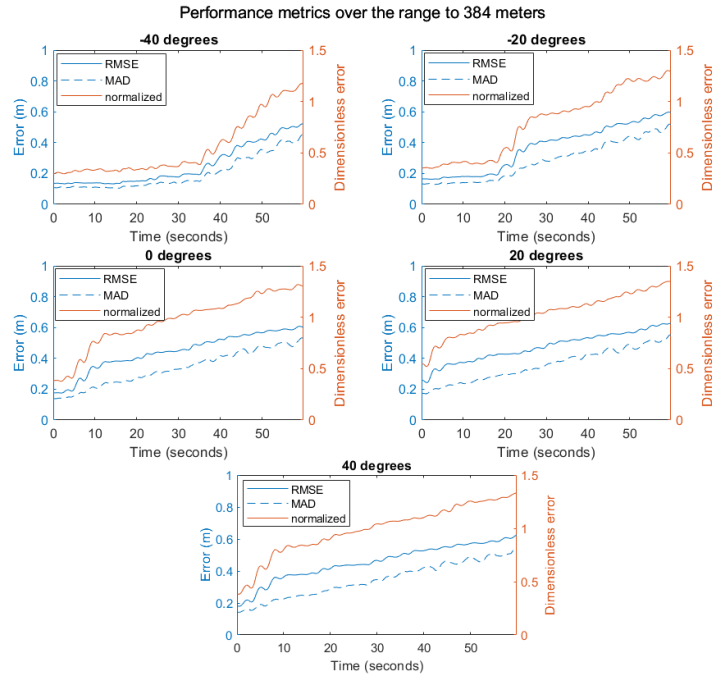 Performance metrics over the range to 384 meters
-40 degrees
-20 degrees
1
0.8
0.6
0.4
0.2
0
Error (m)
RMSE
MAD
normalized
1.5
1
0.5
0
Dimensionless error
0 10 20 30 40 50
Time (seconds)
1
0.8
0.6
0.4
0.2
0
Error (m)
RMSE
MAD
normalized
1.5
1
0.5
0
Dimensionless error
0 10 20 30 40 50
Time (seconds)
0 degrees
20 degrees
1
0.8
0.6
0.4
0.2
0
Error (m)
RMSE
MAD
normalized
1.5
1
0.5
0
Dimensionless error
0 10 20 30 40 50
Time (seconds)
1
0.8
0.6
0.4
0.2
0
Error (m)
RMSE
MAD
normalized
1.5
1
0.5
0
Dimensionless error
0 10 20 30 40 50
Time (seconds)
40 degrees
1
0.8
0.6
0.4
0.2
0
Error (m)
RMSE
MAD
normalized
1.5
1
0.5
0
Dimensionless error
0 10 20 30 40 50
Time (seconds)